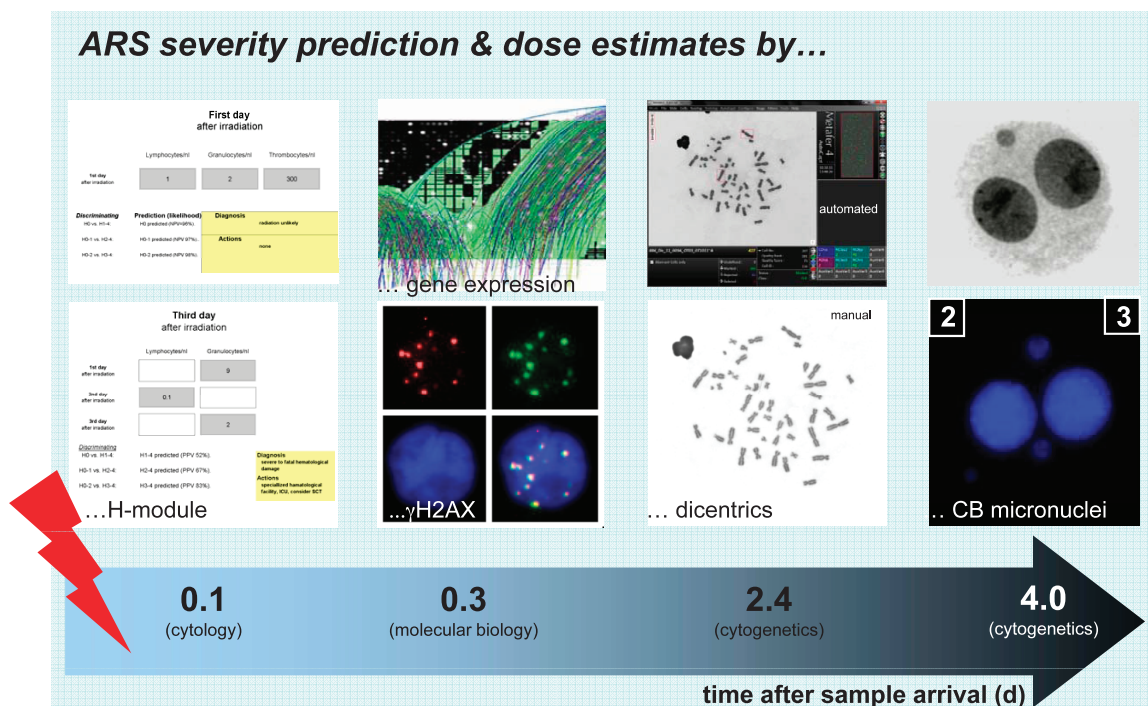 ARS severity prediction & dose estimates by…
First day
after irradiation
Lymphocytes/nl Granulocytes/nl Thrombocytes/nl
1st day
after irradiation
1 2 300
Discriminating Prediction (likelihood) Diagnosis
H0 vs. H1-4: H0 predicted (NPV=98%). radiation unlikely
H0-1 vs. H2-4: H0-1 predicted (NPV 97%). Actions
none
H0-2 vs. H3-4: H0-2 predicted (NPV 98%).
… gene expression
Metafer 4
automated
Third day
after irradiation
Lymphocytes/nl Granulocytes/nl
1st day
after irradiation
9
3rd day
after irradiation
0.1
3rd day
after irradiation
2
Discriminating
H0 vs. H1-4: H1-4 predicted (PPV 52%). Diagnosis
severe to fatal hematological
damage
H0-1 vs. H2-4: H2-4 predicted (PPV 87%).
Actions
specialized hamatological
facility, ICU, consider SCT
H0-2 vs. H3-4: H3-4 predicted (PPV 83%).
…H-module
...γH2AX
manual
… dicentrics
2 3
.. CB micronuclei
0.1 0.3 2.4 4.0
(cytology) (molecular biology) (cytogenetics) (cytogenetics)
time after sample arrival (d)